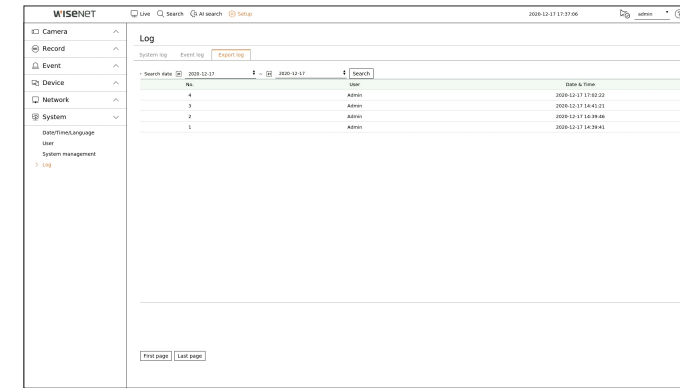 WISENET Live Search AI search Setup 2020-12-17 17:37:06 admin
Camera
Record
Event
Device
Network
System
Date/Time/Language
User
System management
Log
Log
System log Event log Export log
Search date 2020-12-17 ~ 2020-12-17 Search
No. User Date & Time
4 Admin 2020-12-17 17:02:22
3 Admin 2020-12-17 14:41:21
2 Admin 2020-12-17 14:39:46
1 Admin 2020-12-17 14:39:41
First page Last page